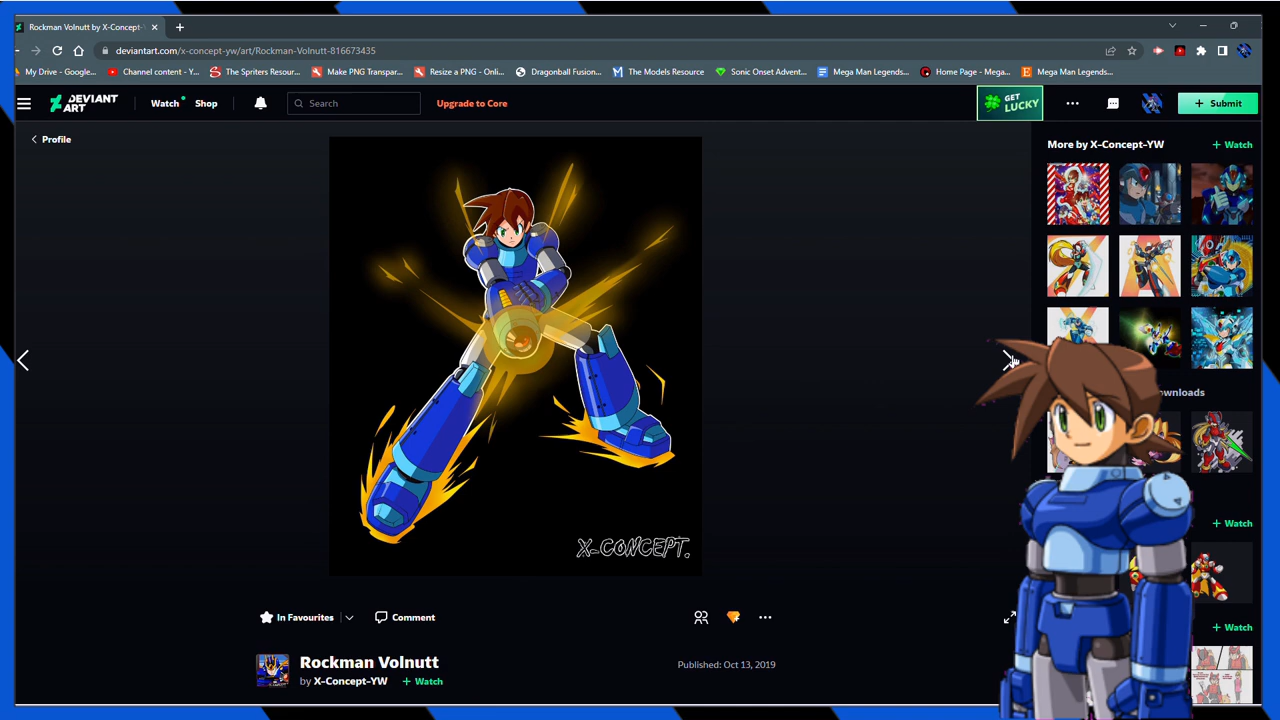 Rockman Volnutt by X-Concept-
deviantart.com/x-concept-yw/art/Rockman-Volnutt-816673435
My Drive - Google...
Channel content - Y...
The Spriters Resour...
Make PNG Transpar...
Resize a PNG - Onli...
Dragonball Fusion...
The Models Resource
Sonic Onset Advent...
Mega Man Legends...
Home Page - Mega...
Mega Man Legends...
DEVIANT ART
Watch
Shop
Search
Upgrade to Core
GET LUCKY
+ Submit
Profile
More by X-Concept-YW
+ Watch
ownloads
+ Watch
+ Watch
X-CONCEPT.
In Favourites
Comment
Rockman Volnutt
Published: Oct 13, 2019
by X-Concept-YW
+ Watch